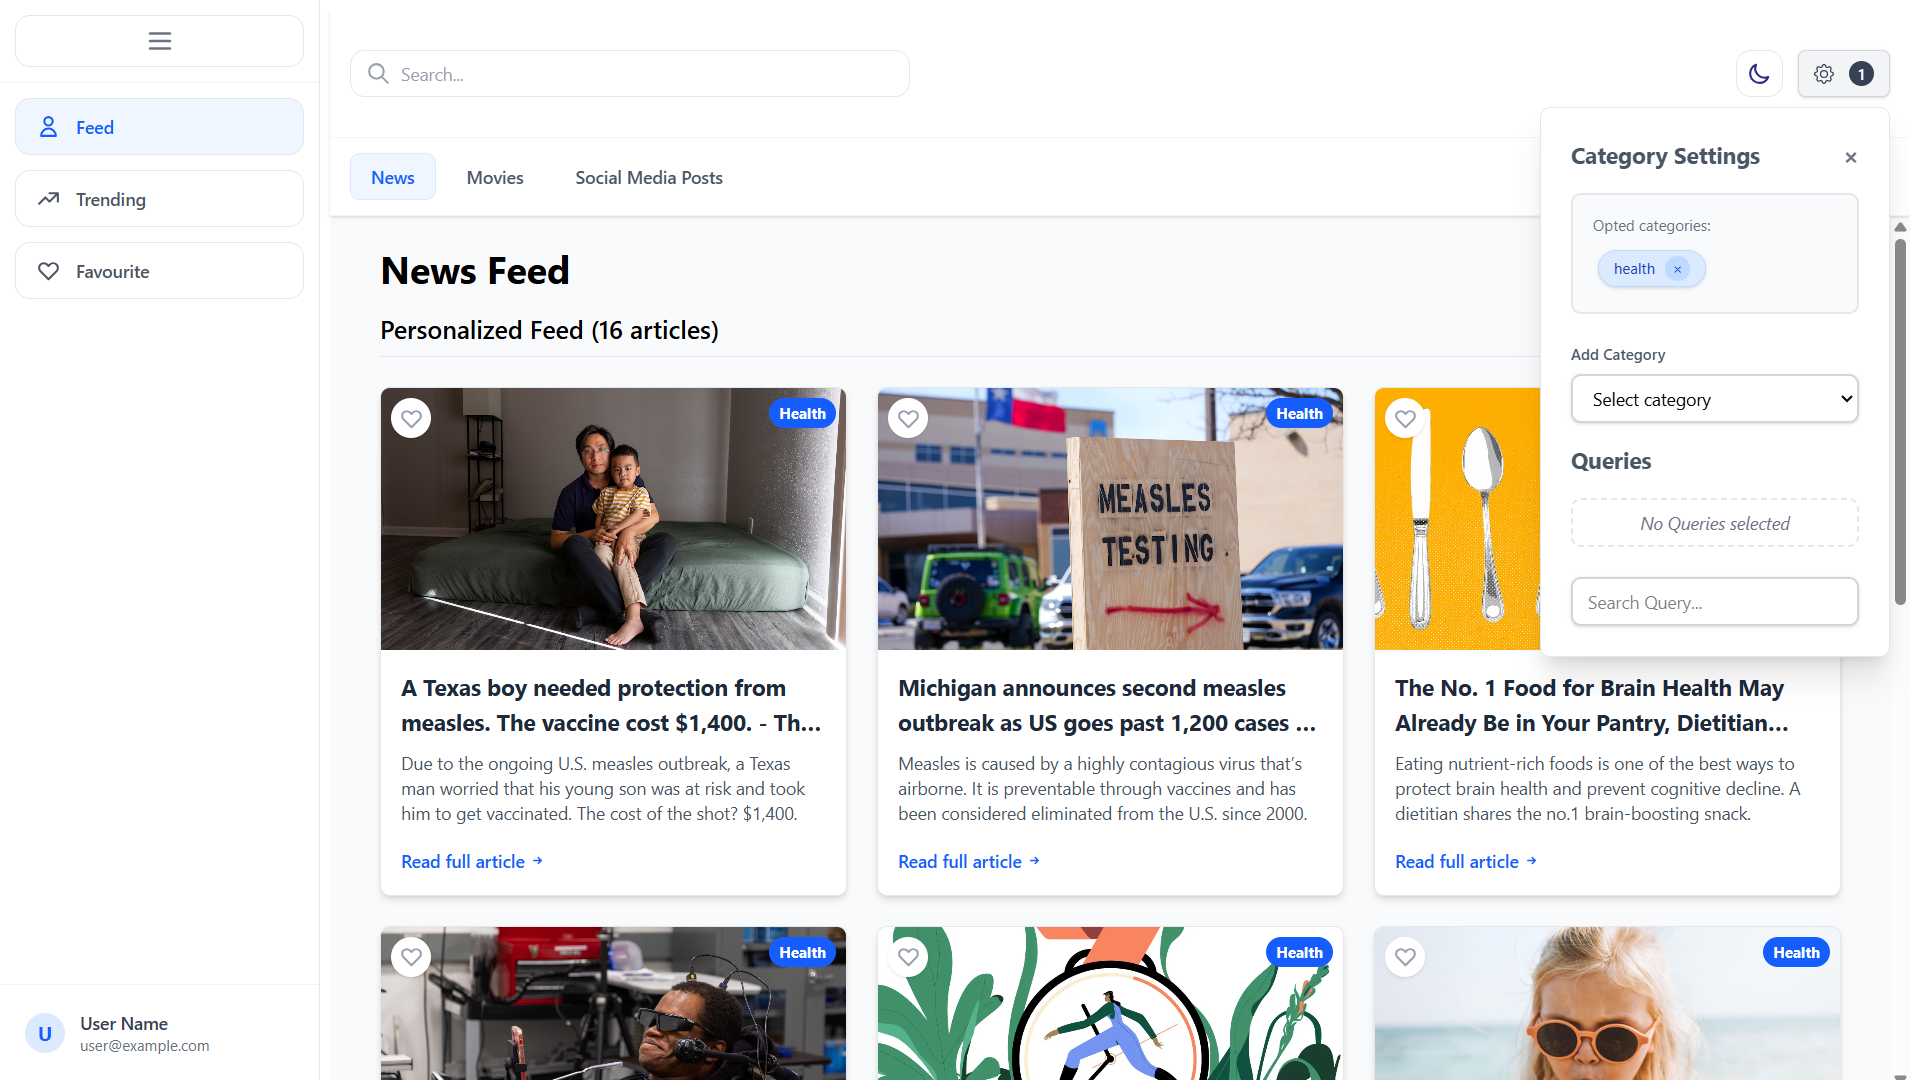 Search...
1
Feed
Trending
Favourite
News
Movies
Social Media Posts
Category Settings
×
Opted categories:
health ×
Add Category
Select category
Queries
No Queries selected
Search Query...
News Feed
Personalized Feed (16 articles)
Health
A Texas boy needed protection from
measles. The vaccine cost $1,400. - Th...
Due to the ongoing U.S. measles outbreak, a Texas
man worried that his young son was at risk and took
him to get vaccinated. The cost of the shot? $1,400.
Read full article →
Health
MEASLES
TESTING
Michigan announces second measles
outbreak as US goes past 1,200 cases ...
Measles is caused by a highly contagious virus that’s
airborne. It is preventable through vaccines and has
been considered eliminated from the U.S. since 2000.
Read full article →
The No. 1 Food for Brain Health May
Already Be in Your Pantry, Dietitian...
Eating nutrient-rich foods is one of the best ways to
protect brain health and prevent cognitive decline. A
dietitian shares the no.1 brain-boosting snack.
Read full article →
Health
Health
Health
U
User Name
user@example.com